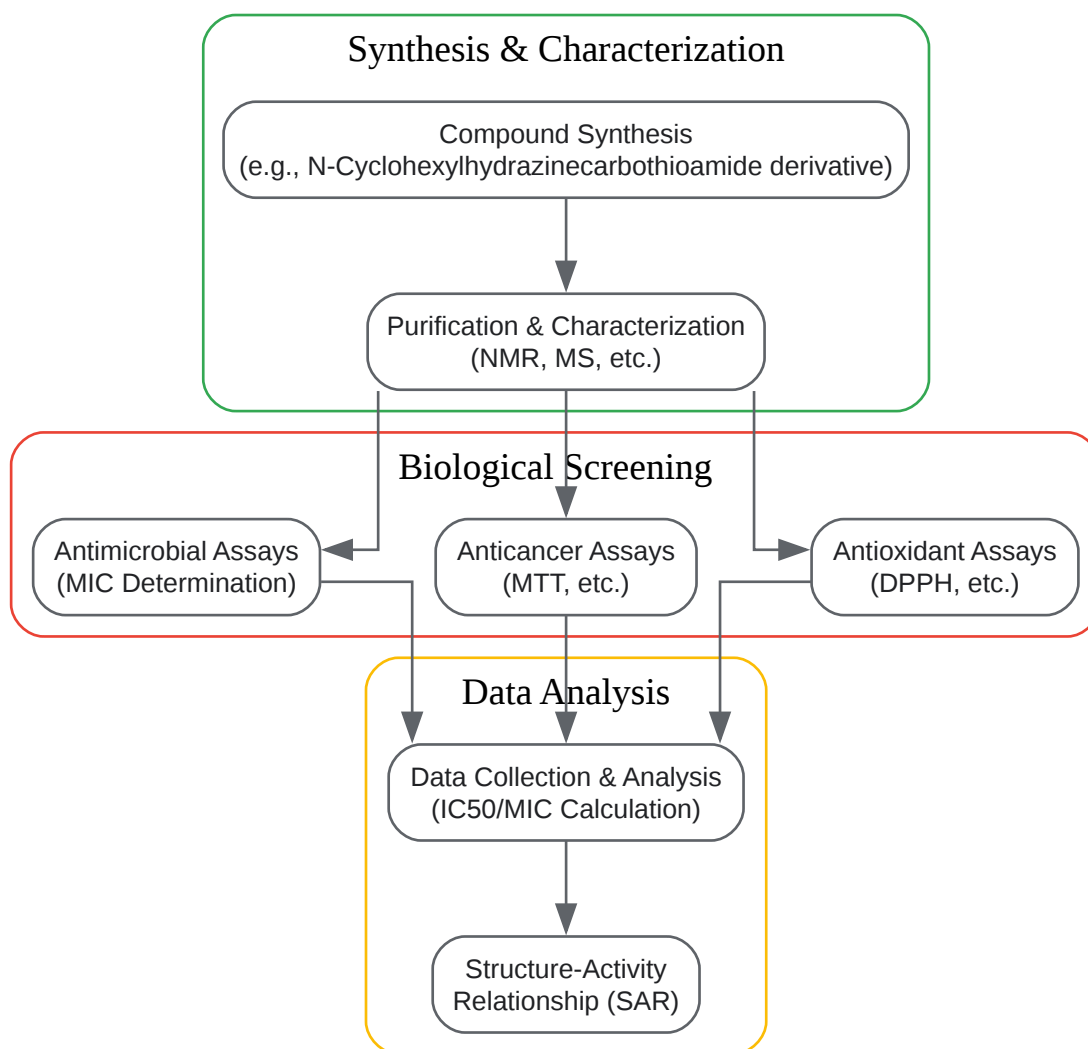 Synthesis & Characterization
Compound Synthesis
(e.g., N-Cyclohexylhydrazinecarbothioamide derivative)
Purification & Characterization
(NMR, MS, etc.)
Biological Screening
Antimicrobial Assays
(MIC Determination)
Anticancer Assays
(MTT, etc.)
Antioxidant Assays
(DPPH, etc.)
Data Analysis
Data Collection & Analysis
(IC50/MIC Calculation)
Structure-Activity
Relationship (SAR)